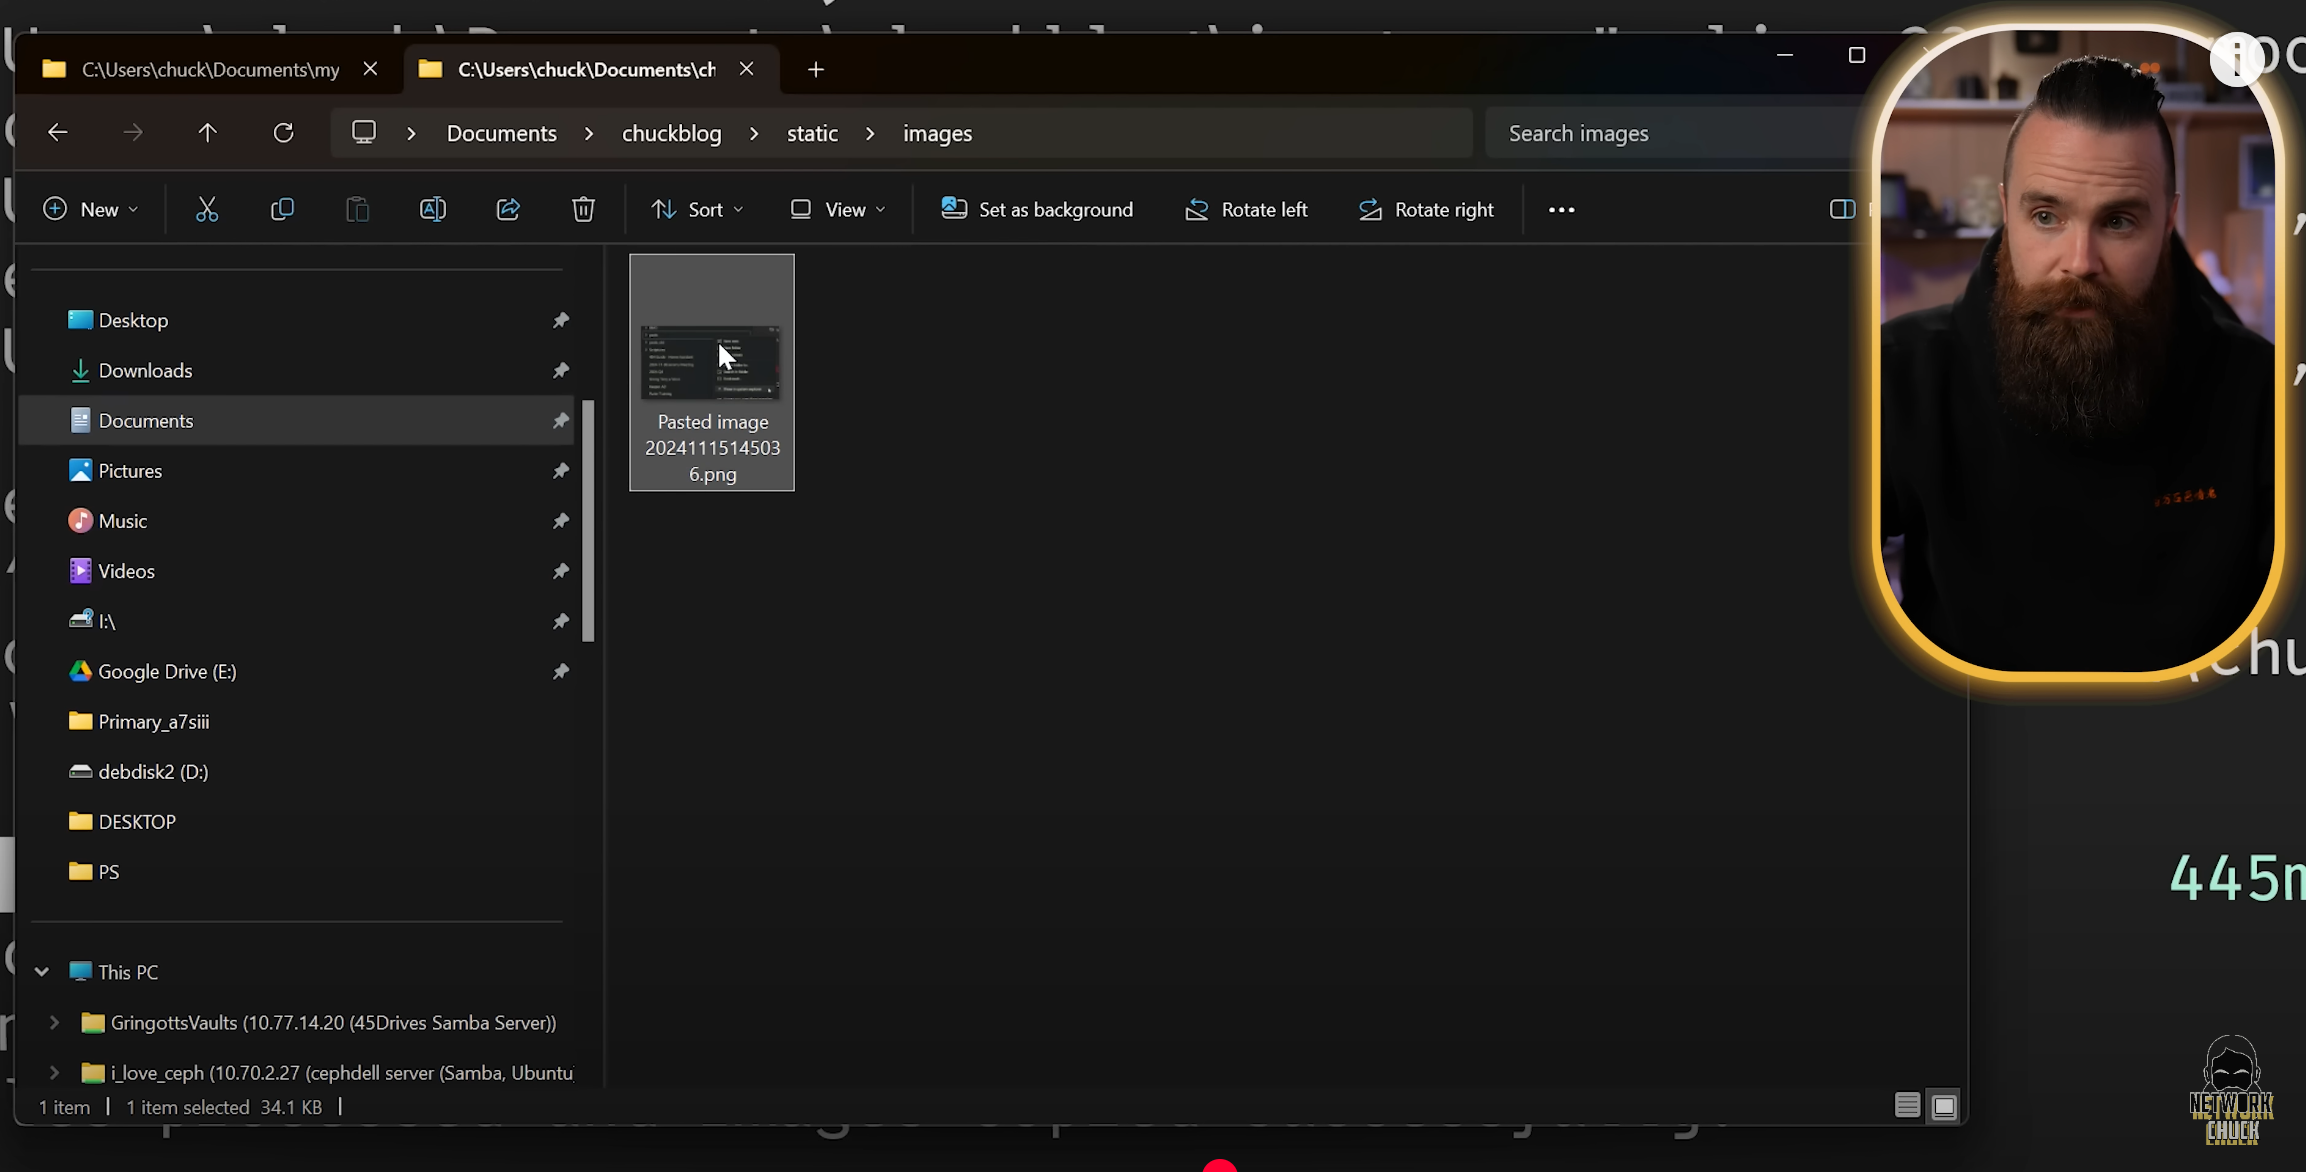 C:\Users\chuck\Documents\my
C:\Users\chuck\Documents\ch
Documents
chuckblog
static
images
Search images
New
Sort
View
Set as background
Rotate left
Rotate right
Desktop
Downloads
Documents
Pictures
Music
Videos
I:\
Google Drive (E:)
Primary_a7siii
debdisk2 (D:)
DESKTOP
PS
This PC
GringottsVaults (10.77.14.20 (45Drives Samba Server))
i_love_ceph (10.70.2.27 (cephdell server (Samba, Ubuntu
Pasted image
2024111514503
6.png
1 item
1 item selected 34.1 KB
445m
NETWORK
CHUCK